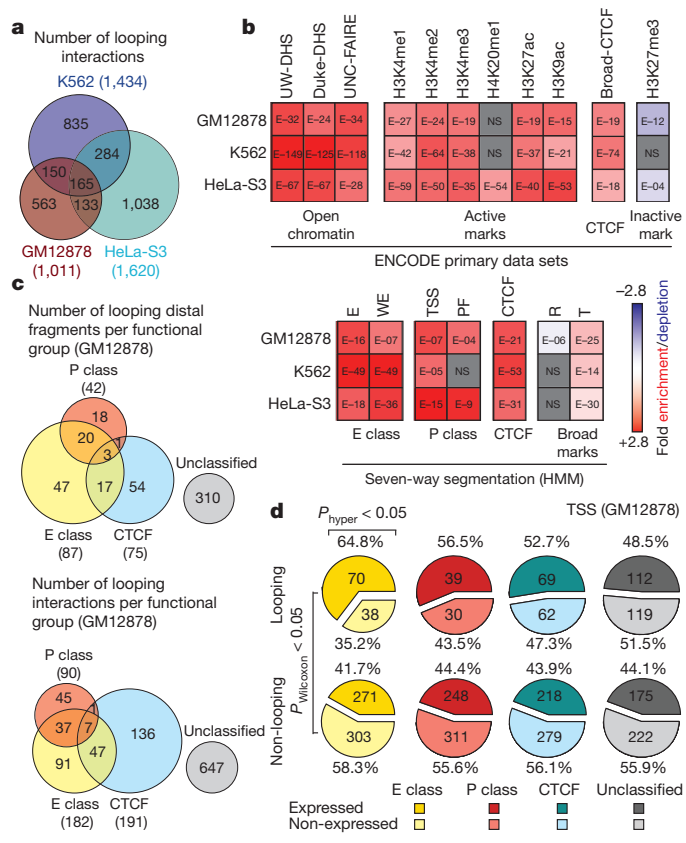 a
Number of looping
interactions
K562 (1,434)
835
284
150
165
563
133
1,038
GM12878
(1,011)
HeLa-S3
(1,620)
b
UW-DHS
Duke-DHS
UNC-FAIRE
H3K4me1
H3K4me2
H3K4me3
H4K20me1
H3K27ac
H3K9ac
Broad-CTCF
H3K27me3
GM12878 E–32 E–24 E–34 E–27 E–24 E–19 NS E–19 E–15 E–19 E–12
K562 E–149 E–125 E–118 E–42 E–64 E–38 NS E–37 E–21 E–74 NS
HeLa-S3 E–67 E–67 E–28 E–59 E–50 E–35 E–54 E–40 E–53 E–18 E–04
Open
chromatin
Active
marks
CTCF
Inactive
mark
ENCODE primary data sets
E
WE
TSS
PF
CTCF
R
T
GM12878 E–16 E–07 E–07 E–04 E–21 E–06 E–25
K562 E–49 E–49 E–05 NS E–53 NS E–14
HeLa-S3 E–18 E–36 E–15 E–9 E–31 NS E–30
E class
P class
CTCF
Broad
marks
Seven-way segmentation (HMM)
–2.8
+2.8
Fold enrichment/depletion
c
Number of looping distal
fragments per functional
group (GM12878)
P class
(42)
18
20
1
3
47
17
54
E class
(87)
CTCF
(75)
Unclassified
310
Number of looping
interactions per functional
group (GM12878)
P class
(90)
45
1
37
7
136
47
91
E class
(182)
CTCF
(191)
Unclassified
647
d
Phyper < 0.05
TSS (GM12878)
64.8% 56.5% 52.7% 48.5%
Looping
70 39 69 112
38 30 62 119
35.2% 43.5% 47.3% 51.5%
PWilcoxon < 0.05
41.7% 44.4% 43.9% 44.1%
Non-looping
271 248 218 175
303 311 279 222
58.3% 55.6% 56.1% 55.9%
E class P class CTCF Unclassified
Expressed
Non-expressed